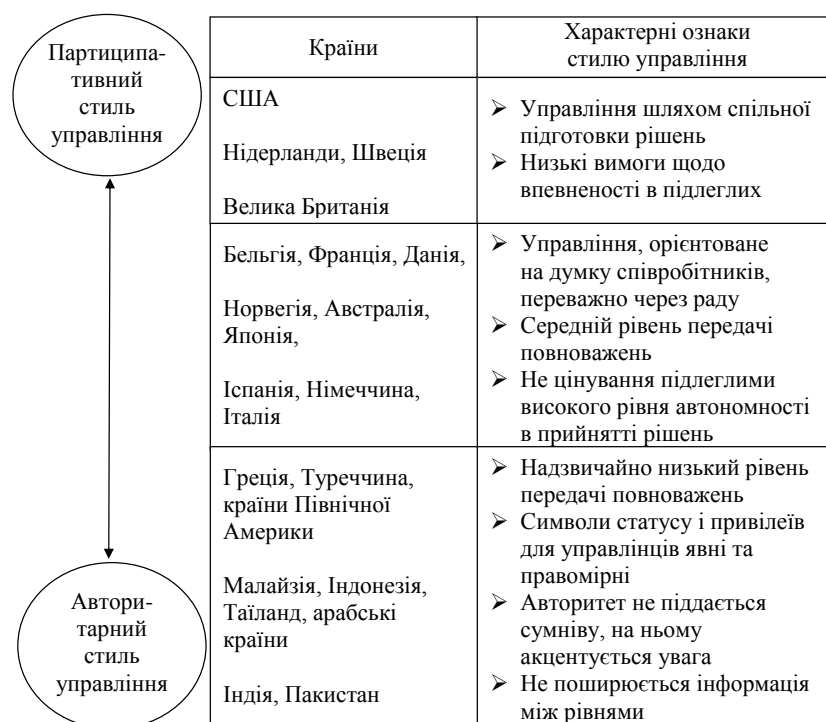 Партиципа-
тивний
стиль
управління
Країни
Характерні ознаки
стилю управління
США
Нідерланди, Швеція
Велика Британія
➢ Управління шляхом спільної
підготовки рішень
➢ Низькі вимоги щодо
впевненості в підлеглих
Бельгія, Франція, Данія,
Норвегія, Австралія,
Японія,
Іспанія, Німеччина,
Італія
➢ Управління, орієнтоване
на думку співробітників,
переважно через раду
➢ Середній рівень передачі
повноважень
➢ Не цінування підлеглими
високого рівня автономності
в прийнятті рішень
Греція, Туреччина,
країни Північної
Америки
Малайзія, Індонезія,
Таїланд, арабські
країни
Індія, Пакистан
➢ Надзвичайно низький рівень
передачі повноважень
➢ Символи статусу і привілеїв
для управлінців явні та
правомірні
➢ Авторитет не піддається
сумніву, на ньому
акцентується увага
➢ Не поширюється інформація
між рівнями
Автори-
тарний
стиль
управління